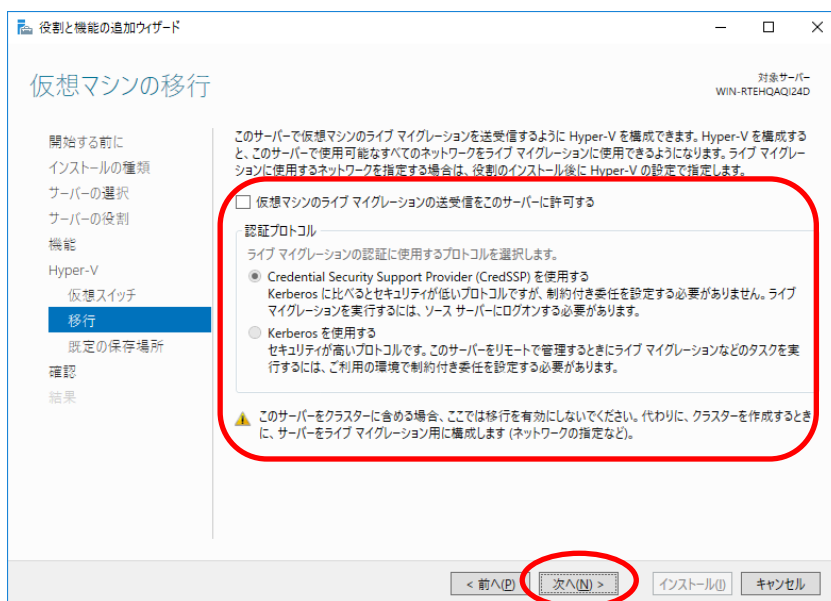 役割と機能の追加ウィザード
仮想マシンの移行
対象サーバー
WIN-RTEHQAQI24D
開始する前に
インストールの種類
サーバーの選択
サーバーの役割
機能
Hyper-V
仮想スイッチ
移行
既定の保存場所
確認
結果
このサーバーで仮想マシンのライブ マイグレーションを送受信するように Hyper-V を構成できます。Hyper-V を構成する
と、このサーバーで使用可能なすべてのネットワークをライブ マイグレーションに使用できるようになります。ライブ マイグレー
ションに使用するネットワークを指定する場合は、役割のインストール後に Hyper-V の設定で指定します。
仮想マシンのライブ マイグレーションの送受信をこのサーバーに許可する
認証プロトコル
ライブ マイグレーションの認証に使用するプロトコルを選択します。
Credential Security Support Provider (CredSSP) を使用する
Kerberos に比べるとセキュリティが低いプロトコルですが、制約付き委任を設定する必要がありません。ライブ
マイグレーションを実行するには、ソース サーバーにログオンする必要があります。
Kerberos を使用する
セキュリティが高いプロトコルです。このサーバーをリモートで管理するときにライブ マイグレーションなどのタスクを実
行するには、ご利用の環境で制約付き委任を設定する必要があります。
このサーバーをクラスターに含める場合、ここでは移行を有効にしないでください。代わりに、クラスターを作成するとき
に、サーバーをライブ マイグレーション用に構成します (ネットワークの指定など)。
< 前へ(P)
次へ(N) >
インストール(I)
キャンセル